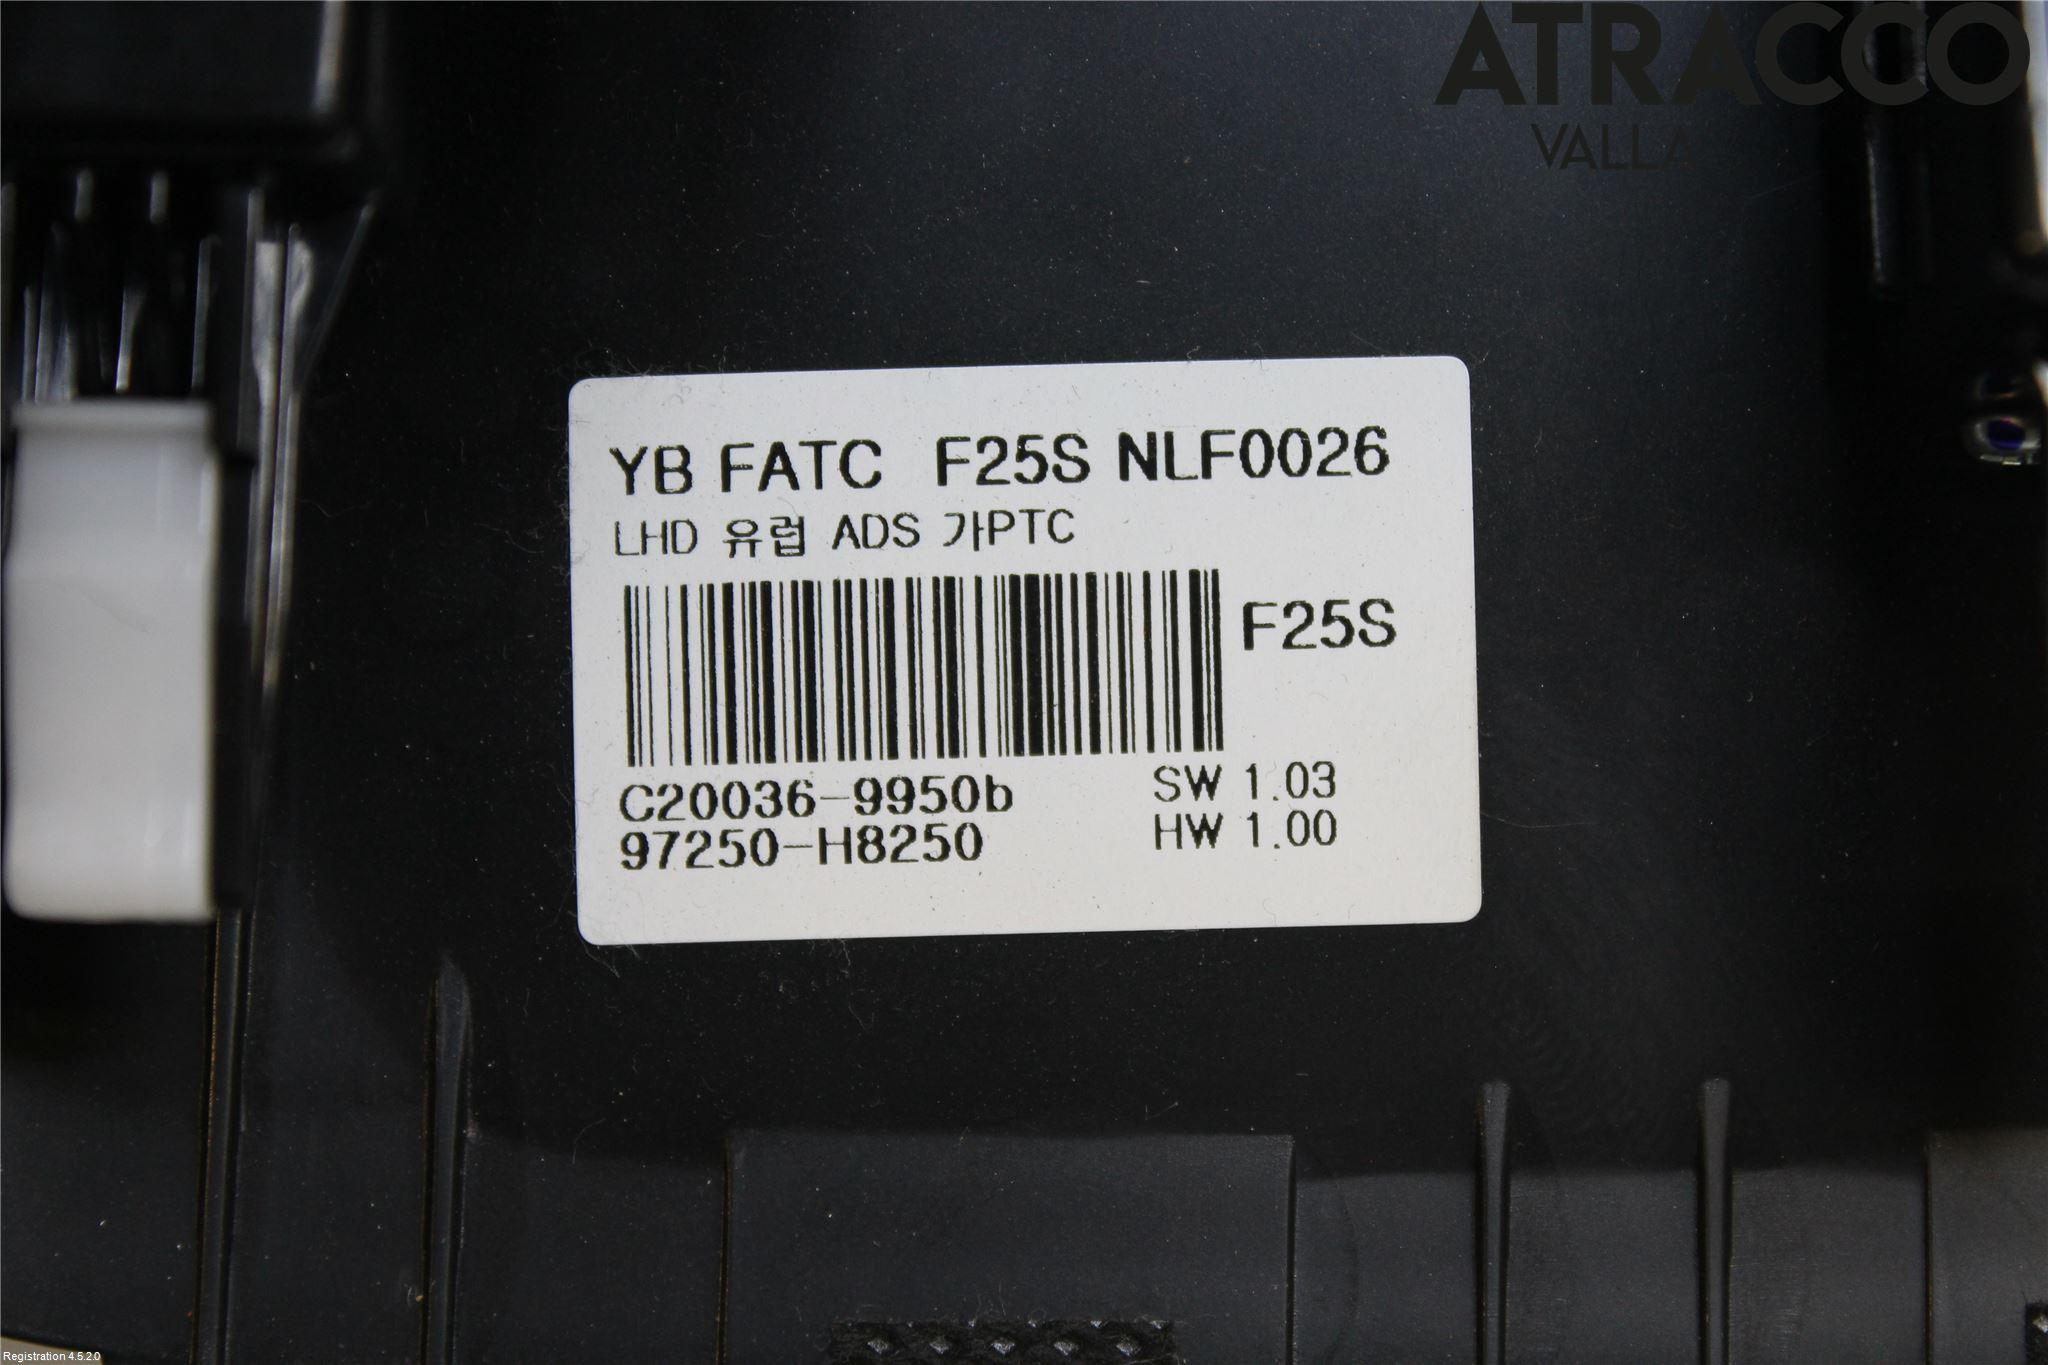 ATRACCO
VALLA
YB FATC F25S NLF0026
LHD 유럽 ADS 가PTC
F25S
C20036-9950b SW 1.03
97250-H8250 HW 1.00
Registration 4.5.2.0